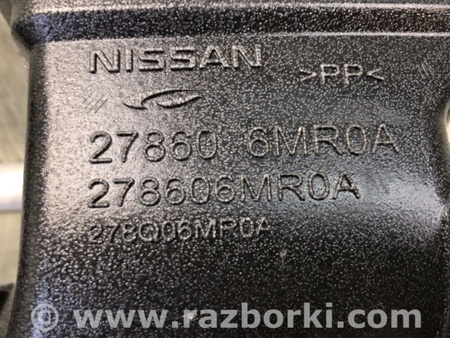 NISSAN >PP<
27860 6MR0A
278606MR0A
278Q06MR0A
www.razborki.com